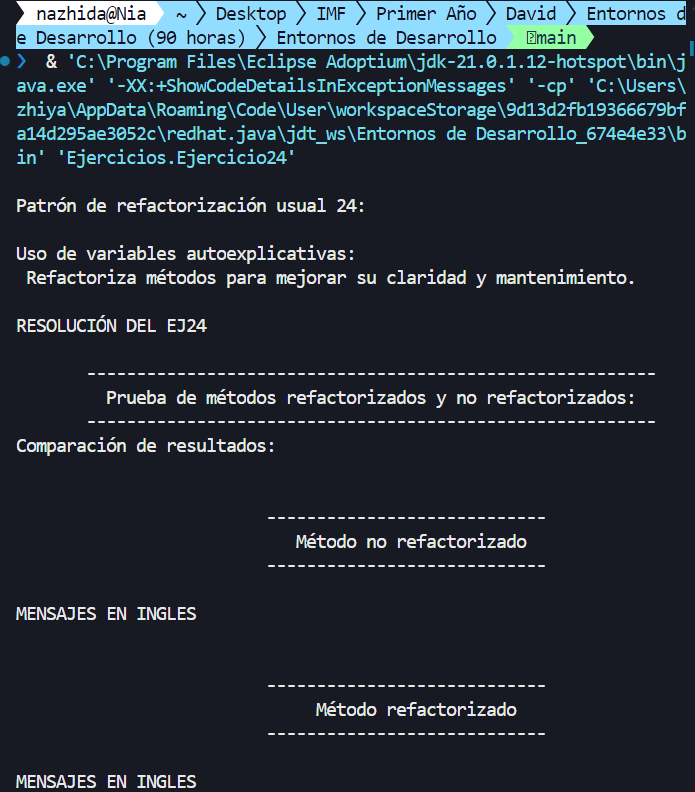 nazhida@Nia ~ Desktop IMF Primer Año David Entornos d
e Desarrollo (90 horas) Entornos de Desarrollo main
❯ & 'C:\Program Files\Eclipse Adoptium\jdk-21.0.1.12-hotspot\bin\j
ava.exe' '-XX:+ShowCodeDetailsInExceptionMessages' '-cp' 'C:\Users\
zhiya\AppData\Roaming\Code\User\workspaceStorage\9d13d2fb19366679bf
a14d295ae3052c\redhat.java\jdt_ws\Entornos de Desarrollo_674e4e33\b
in' 'Ejercicios.Ejercicio24'
Patrón de refactorización usual 24:
Uso de variables autoexplicativas:
Refactoriza métodos para mejorar su claridad y mantenimiento.
RESOLUCIÓN DEL EJ24
---------------------------------------------------------
Prueba de métodos refactorizados y no refactorizados:
---------------------------------------------------------
Comparación de resultados:
----------------------------
Método no refactorizado
----------------------------
MENSAJES EN INGLES
----------------------------
Método refactorizado
----------------------------
MENSAJES EN INGLES